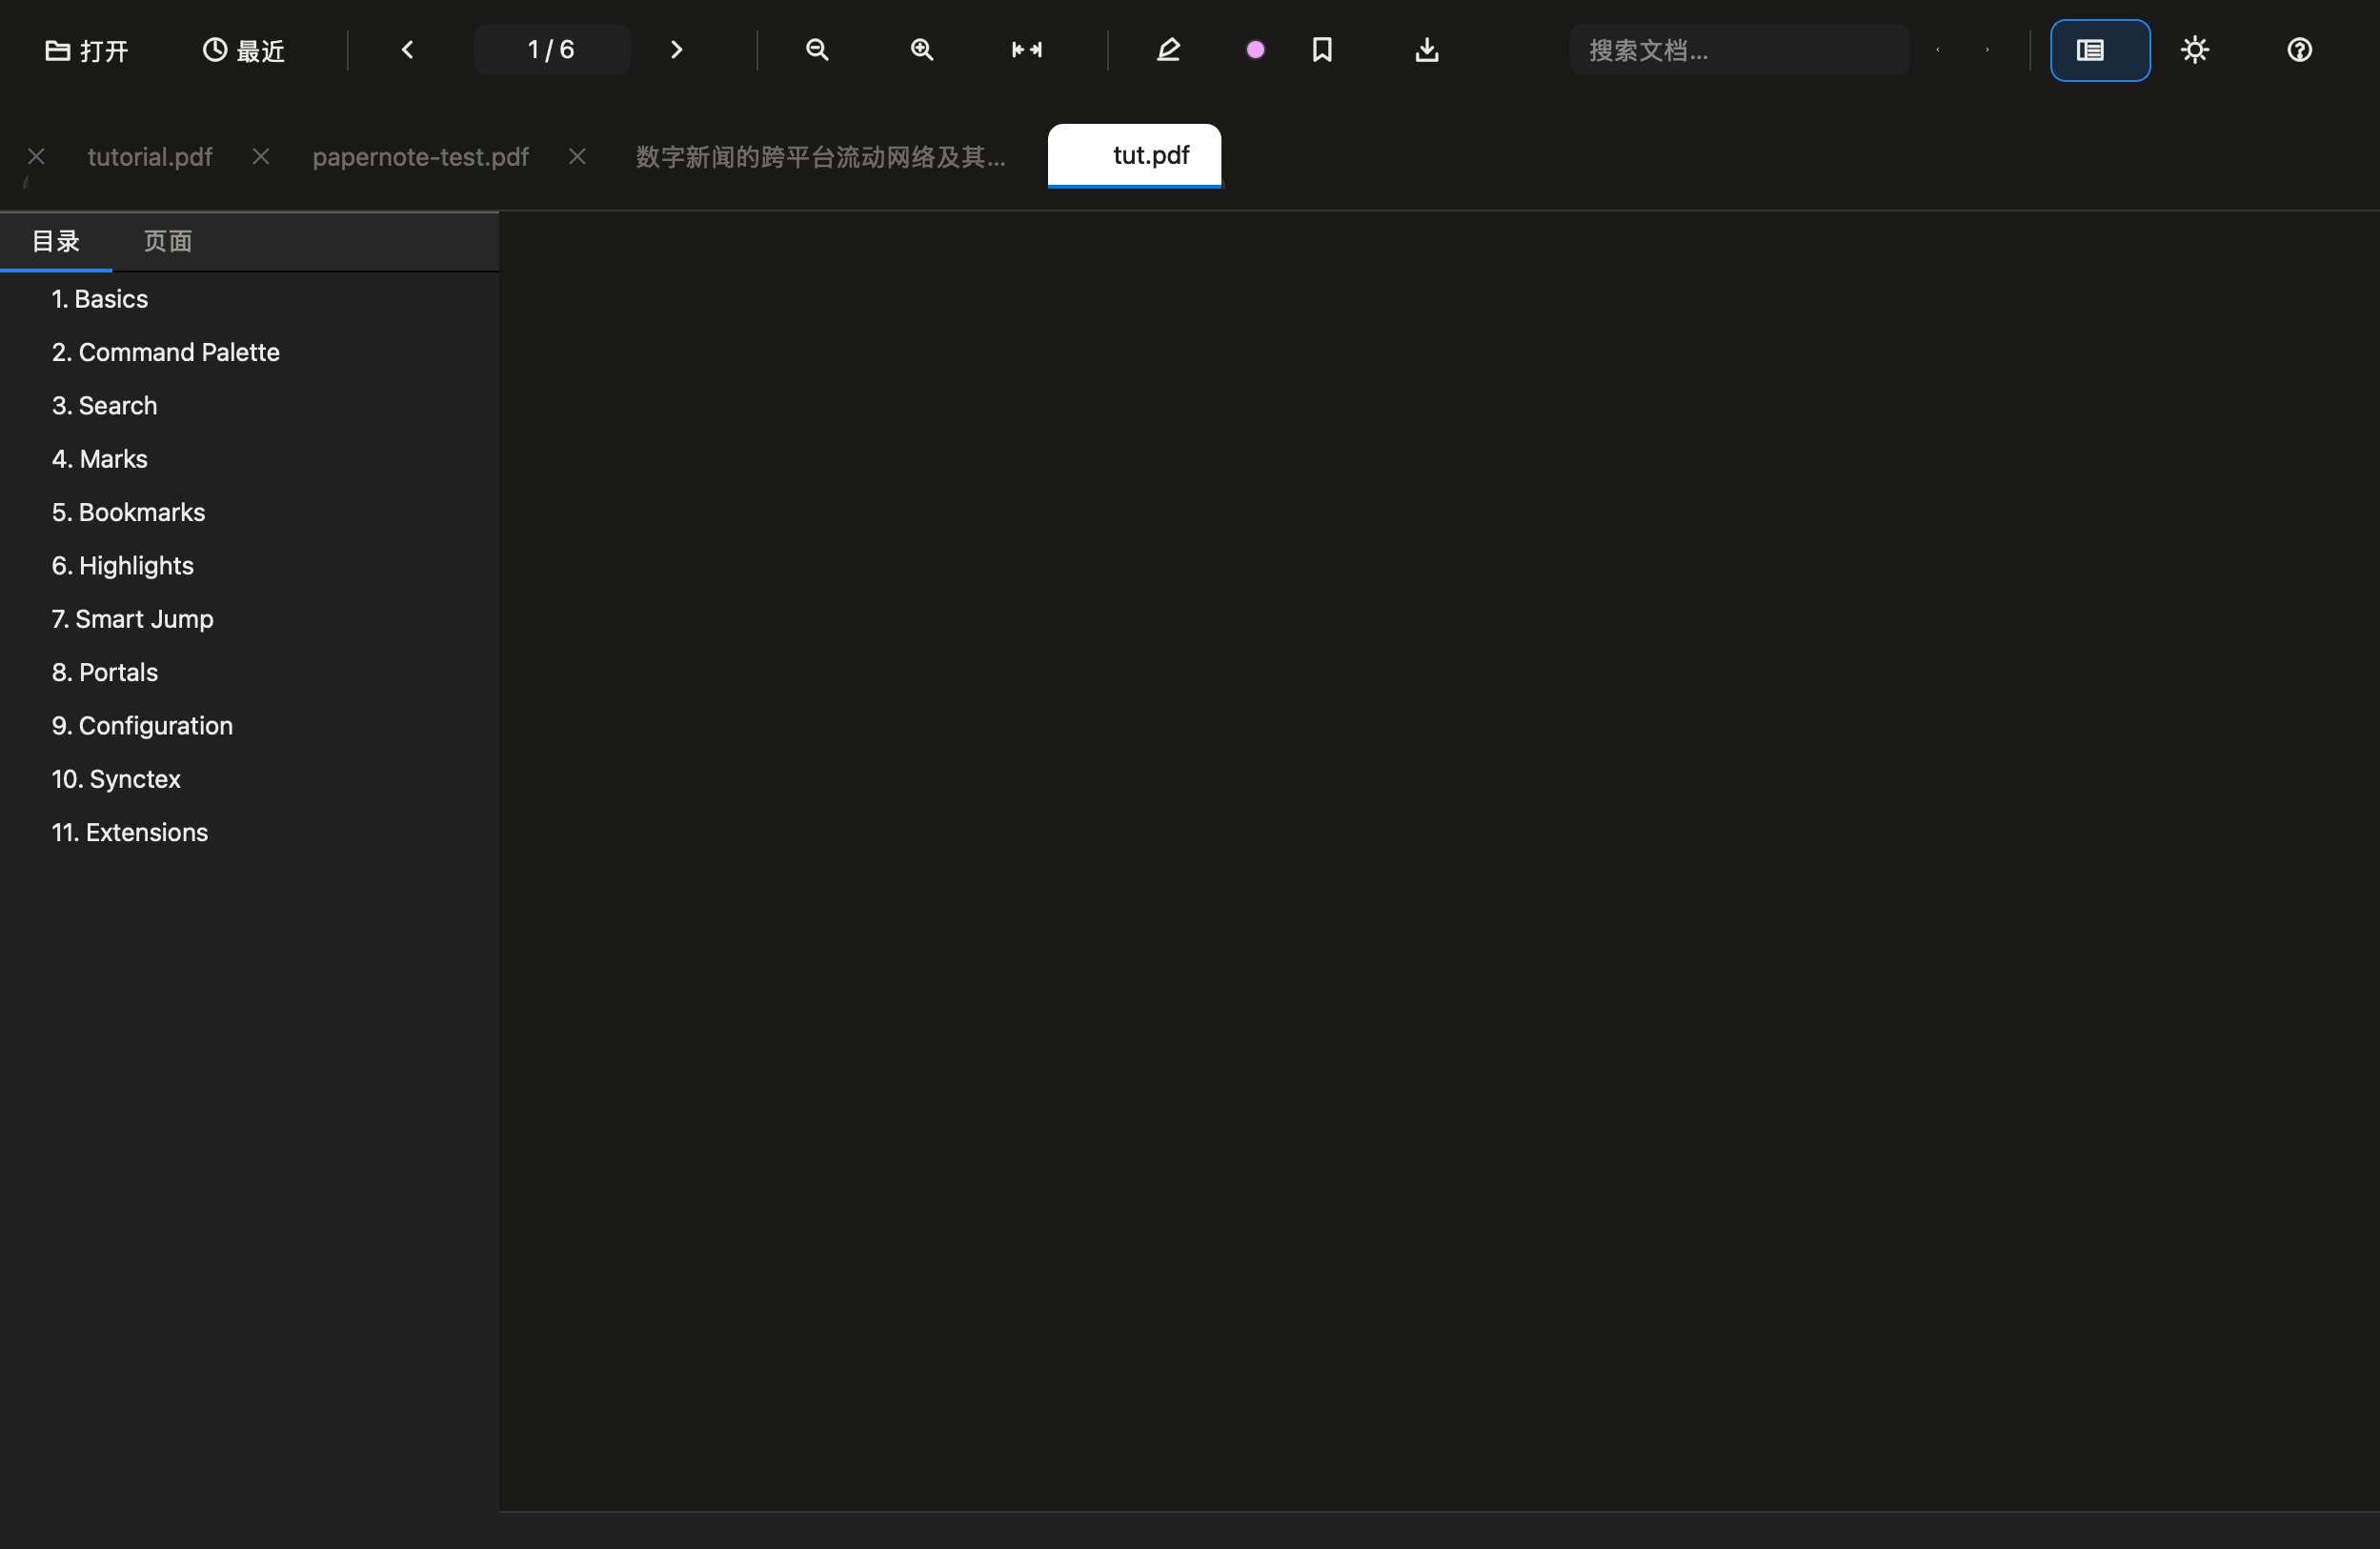 打开 最近 1 / 6 搜索文档...
tutorial.pdf papernote-test.pdf 数字新闻的跨平台流动网络及其... tut.pdf
目录 页面
1. Basics
2. Command Palette
3. Search
4. Marks
5. Bookmarks
6. Highlights
7. Smart Jump
8. Portals
9. Configuration
10. Synctex
11. Extensions